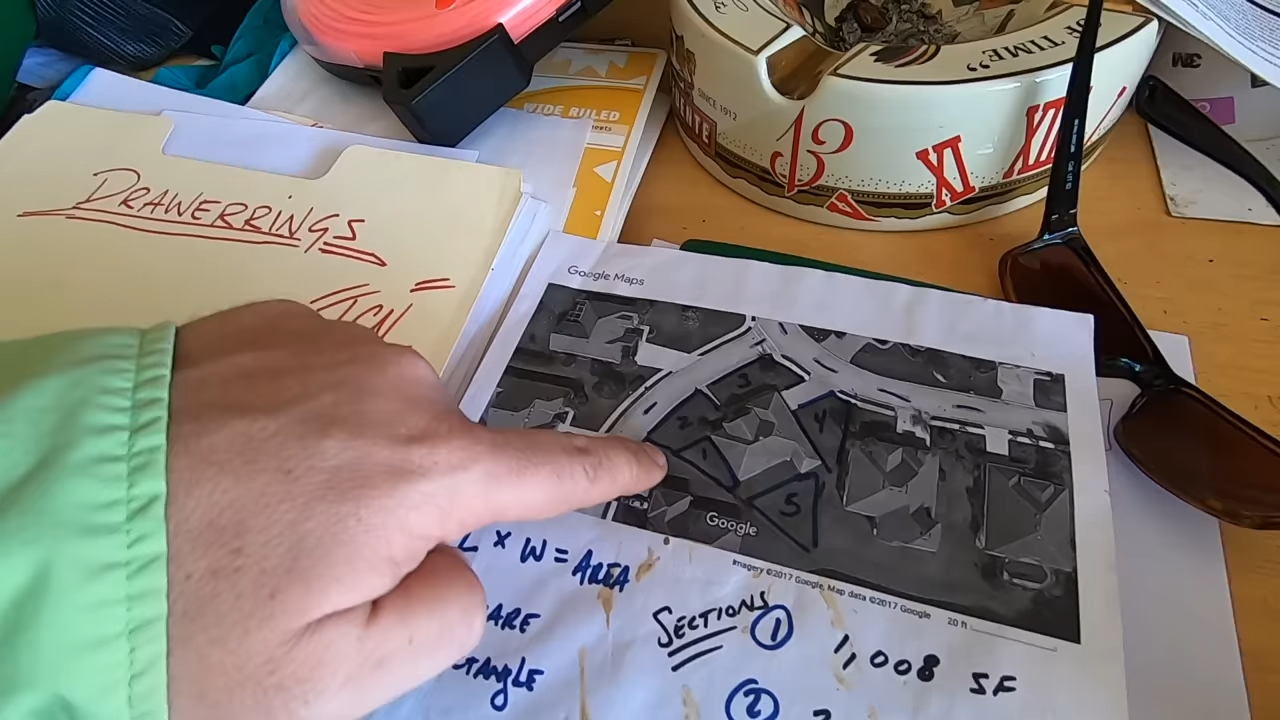 WIDE RULED
SINCE 1912
OF TIME"
13
XI
XII
3M
DRAWERRINGS
Google Maps
3
2
4
1
5
Google
Imagery ©2017 Google, Map data ©2017 Google 20 ft
L × W = AREA
SECTIONS ① 1,008 SF
②